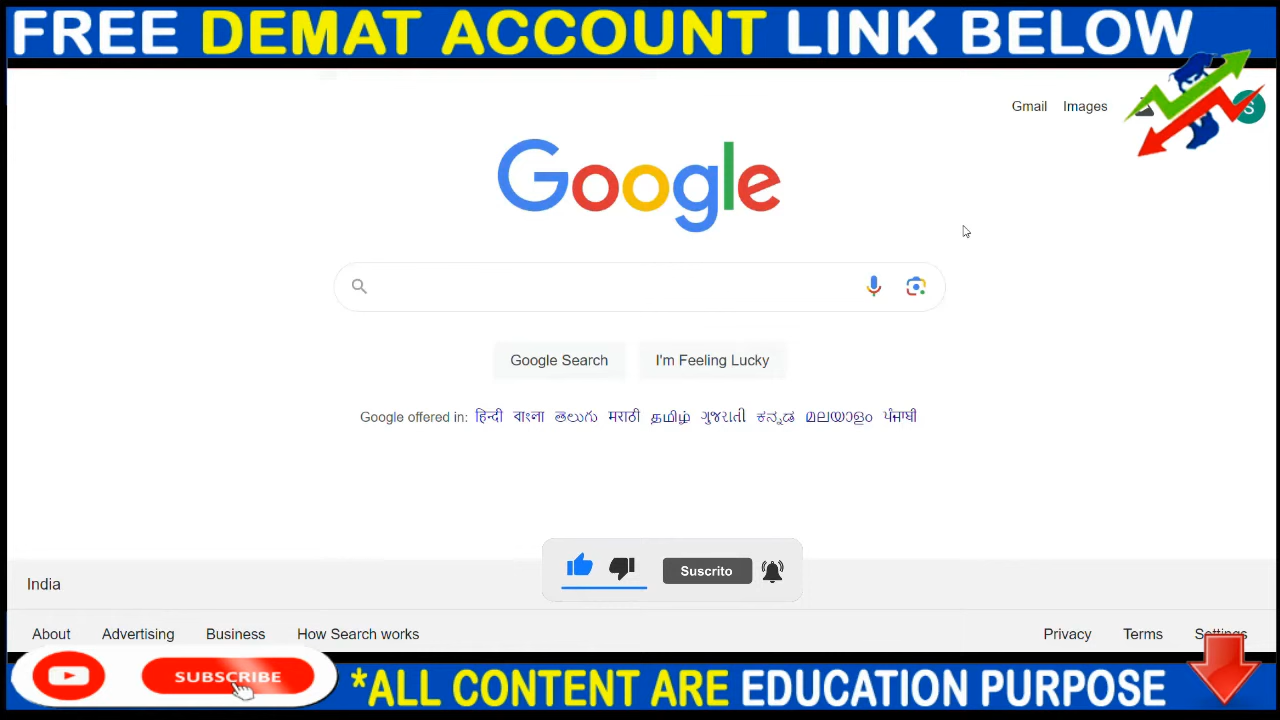 FREE DEMAT ACCOUNT LINK BELOW
Gmail Images S
Google
Google Search I'm Feeling Lucky
Google offered in: हिन्दी বাংলা తెలుగు मराठी தமிழ் ગુજરાતી ಕನ್ನಡ മലയാളം ਪੰਜਾਬੀ
Suscrito
India
About Advertising Business How Search works Privacy Terms Settings
SUBSCRIBE
*ALL CONTENT ARE EDUCATION PURPOSE